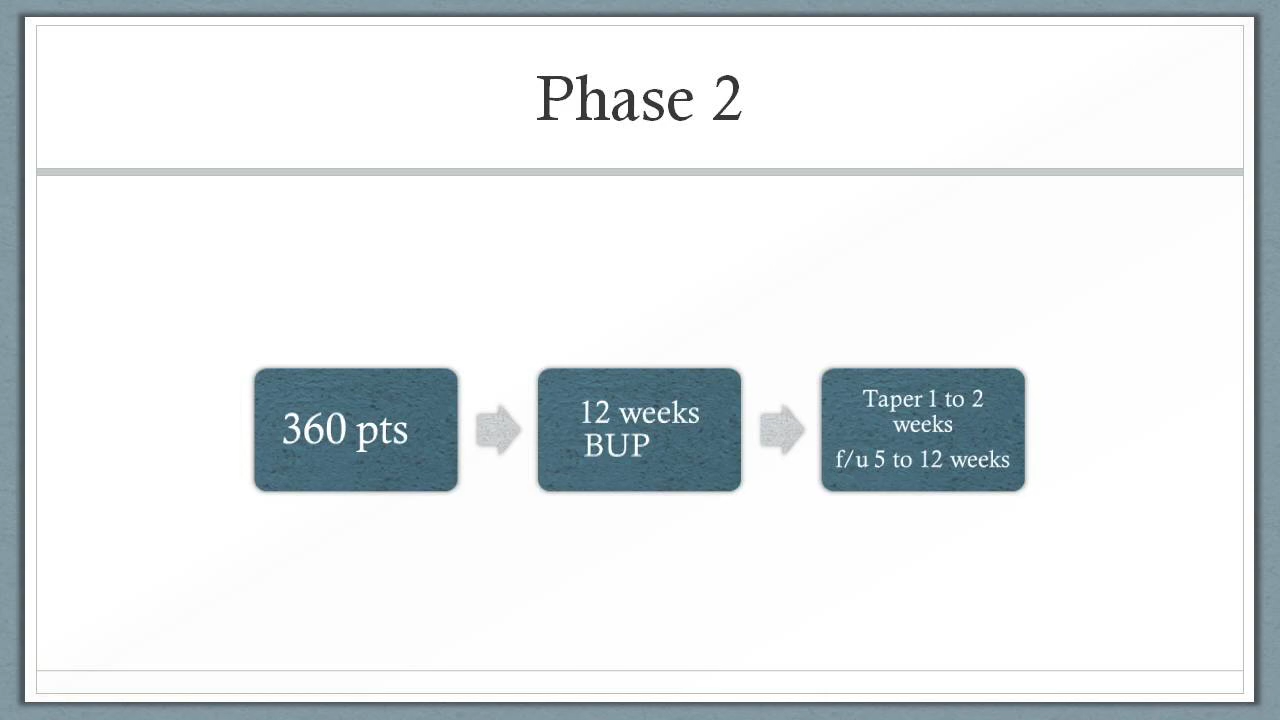 Phase 2
360 pts
12 weeks
BUP
Taper 1 to 2
weeks
f/u 5 to 12 weeks